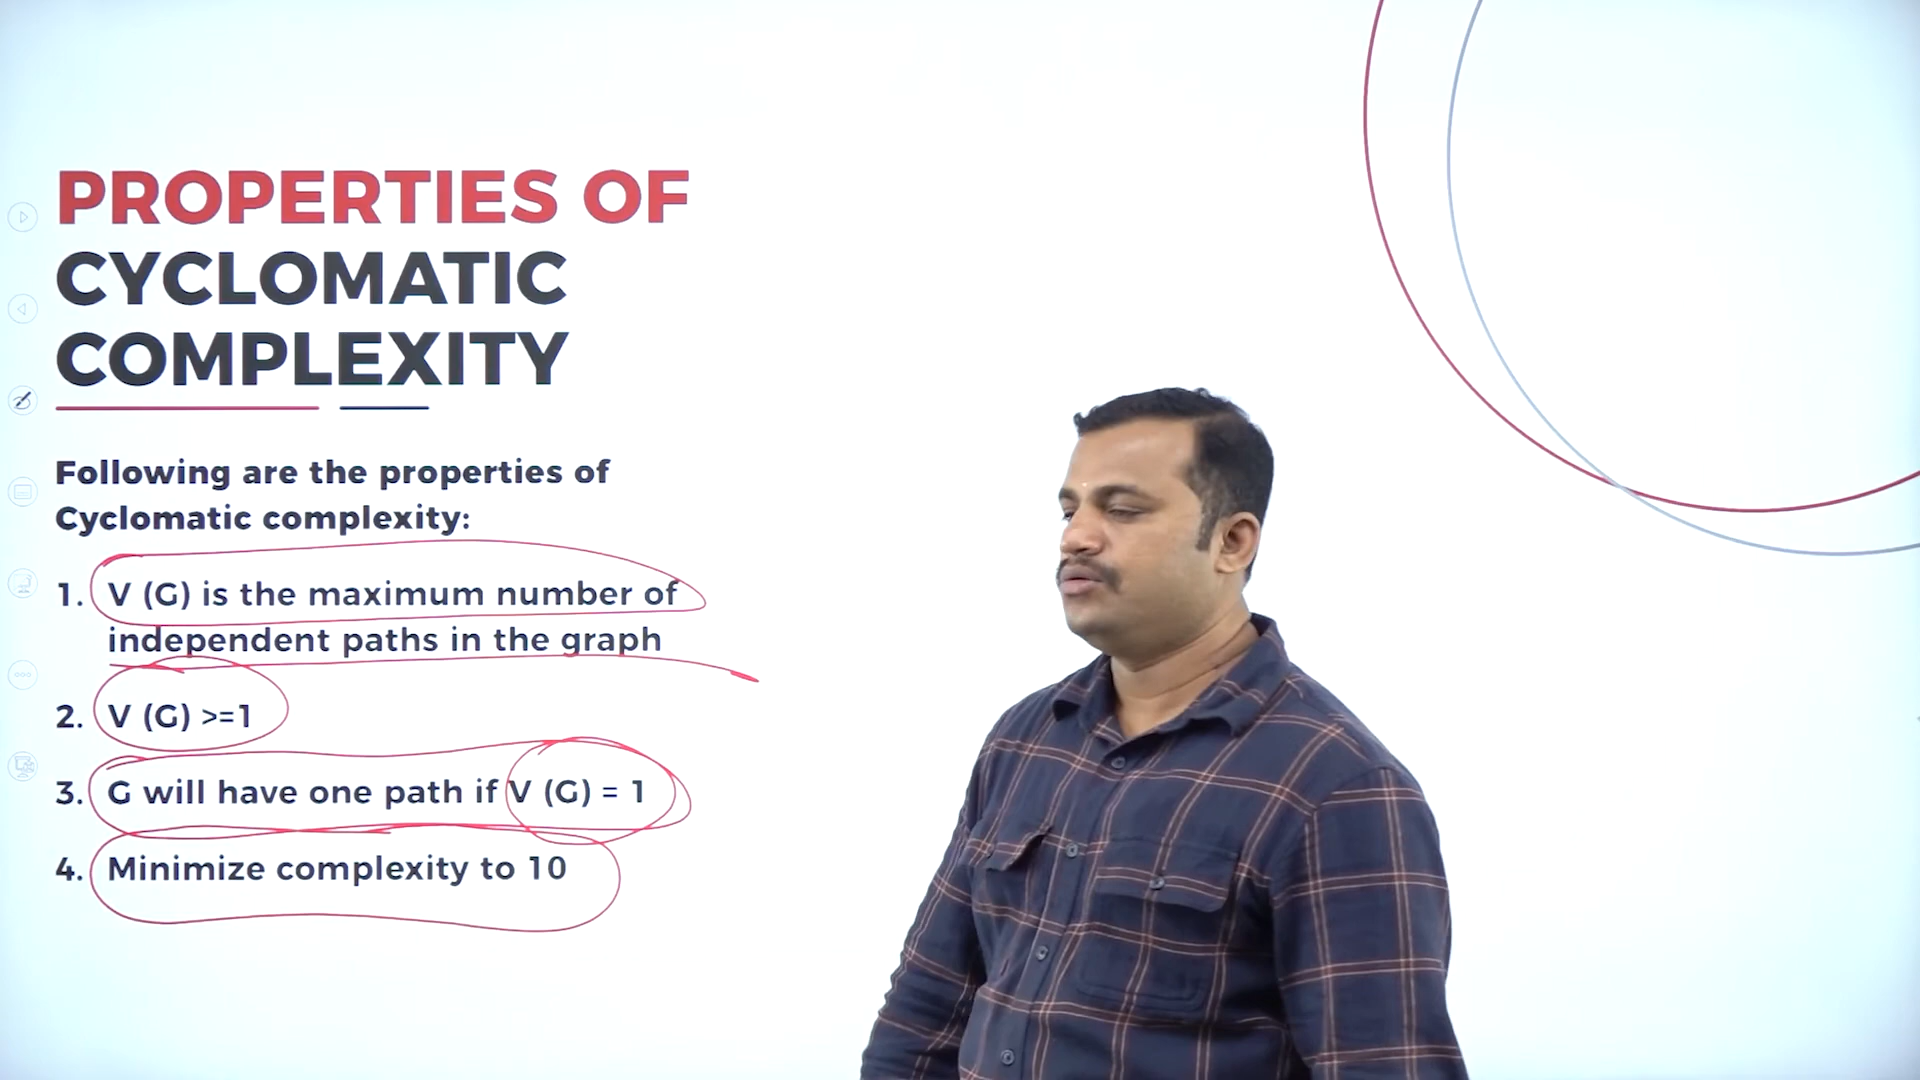 PROPERTIES OF
CYCLOMATIC
COMPLEXITY
Following are the properties of
Cyclomatic complexity:
1. V (G) is the maximum number of
independent paths in the graph
2. V (G) >=1
3. G will have one path if V (G) = 1
4. Minimize complexity to 10